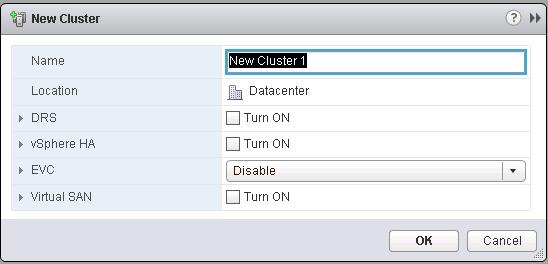 New Cluster
?
Name New Cluster 1
Location Datacenter
DRS Turn ON
vSphere HA Turn ON
EVC Disable
Virtual SAN Turn ON
OK Cancel